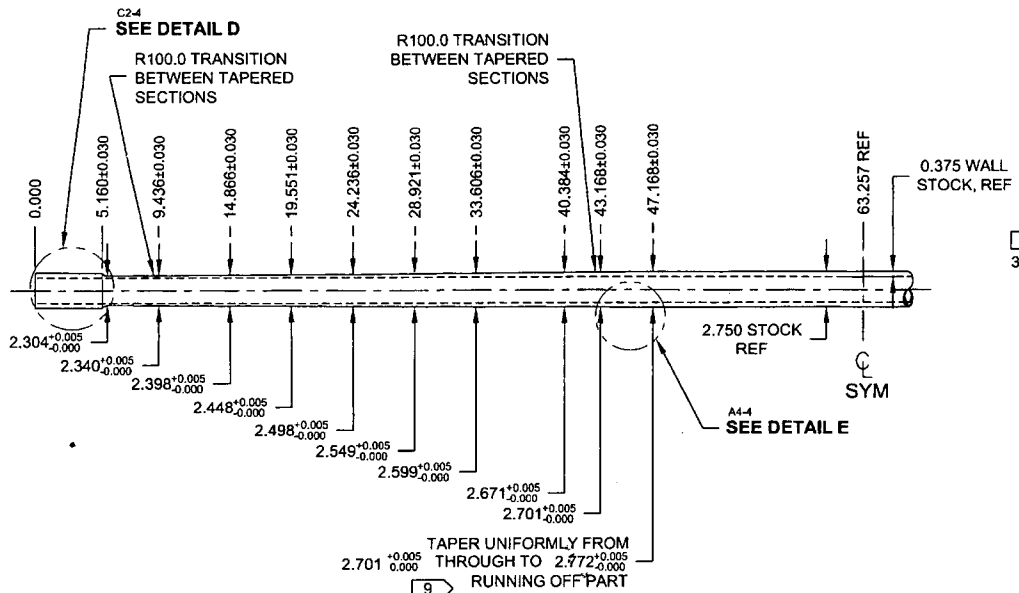 C2-4
SEE DETAIL D
R100.0 TRANSITION
BETWEEN TAPERED
SECTIONS
R100.0 TRANSITION
BETWEEN TAPERED
SECTIONS
0.000
5.160±0.030
9.436±0.030
14.866±0.030
19.551±0.030
24.236±0.030
28.921±0.030
33.606±0.030
40.384±0.030
43.168±0.030
47.168±0.030
63.257 REF
0.375 WALL
STOCK, REF
3
2.304 +0.005 -0.000
2.340 +0.005 -0.000
2.398 +0.005 -0.000
2.448 +0.005 -0.000
2.498 +0.005 -0.000
2.549 +0.005 -0.000
2.599 +0.005 -0.000
2.671 +0.005 -0.000
2.701 +0.005 -0.000
2.750 STOCK
REF
℄
SYM
A4-4
SEE DETAIL E
TAPER UNIFORMLY FROM
2.701 +0.005 0.000 THROUGH TO 2.772 +0.005 -0.000
RUNNING OFF PART
9